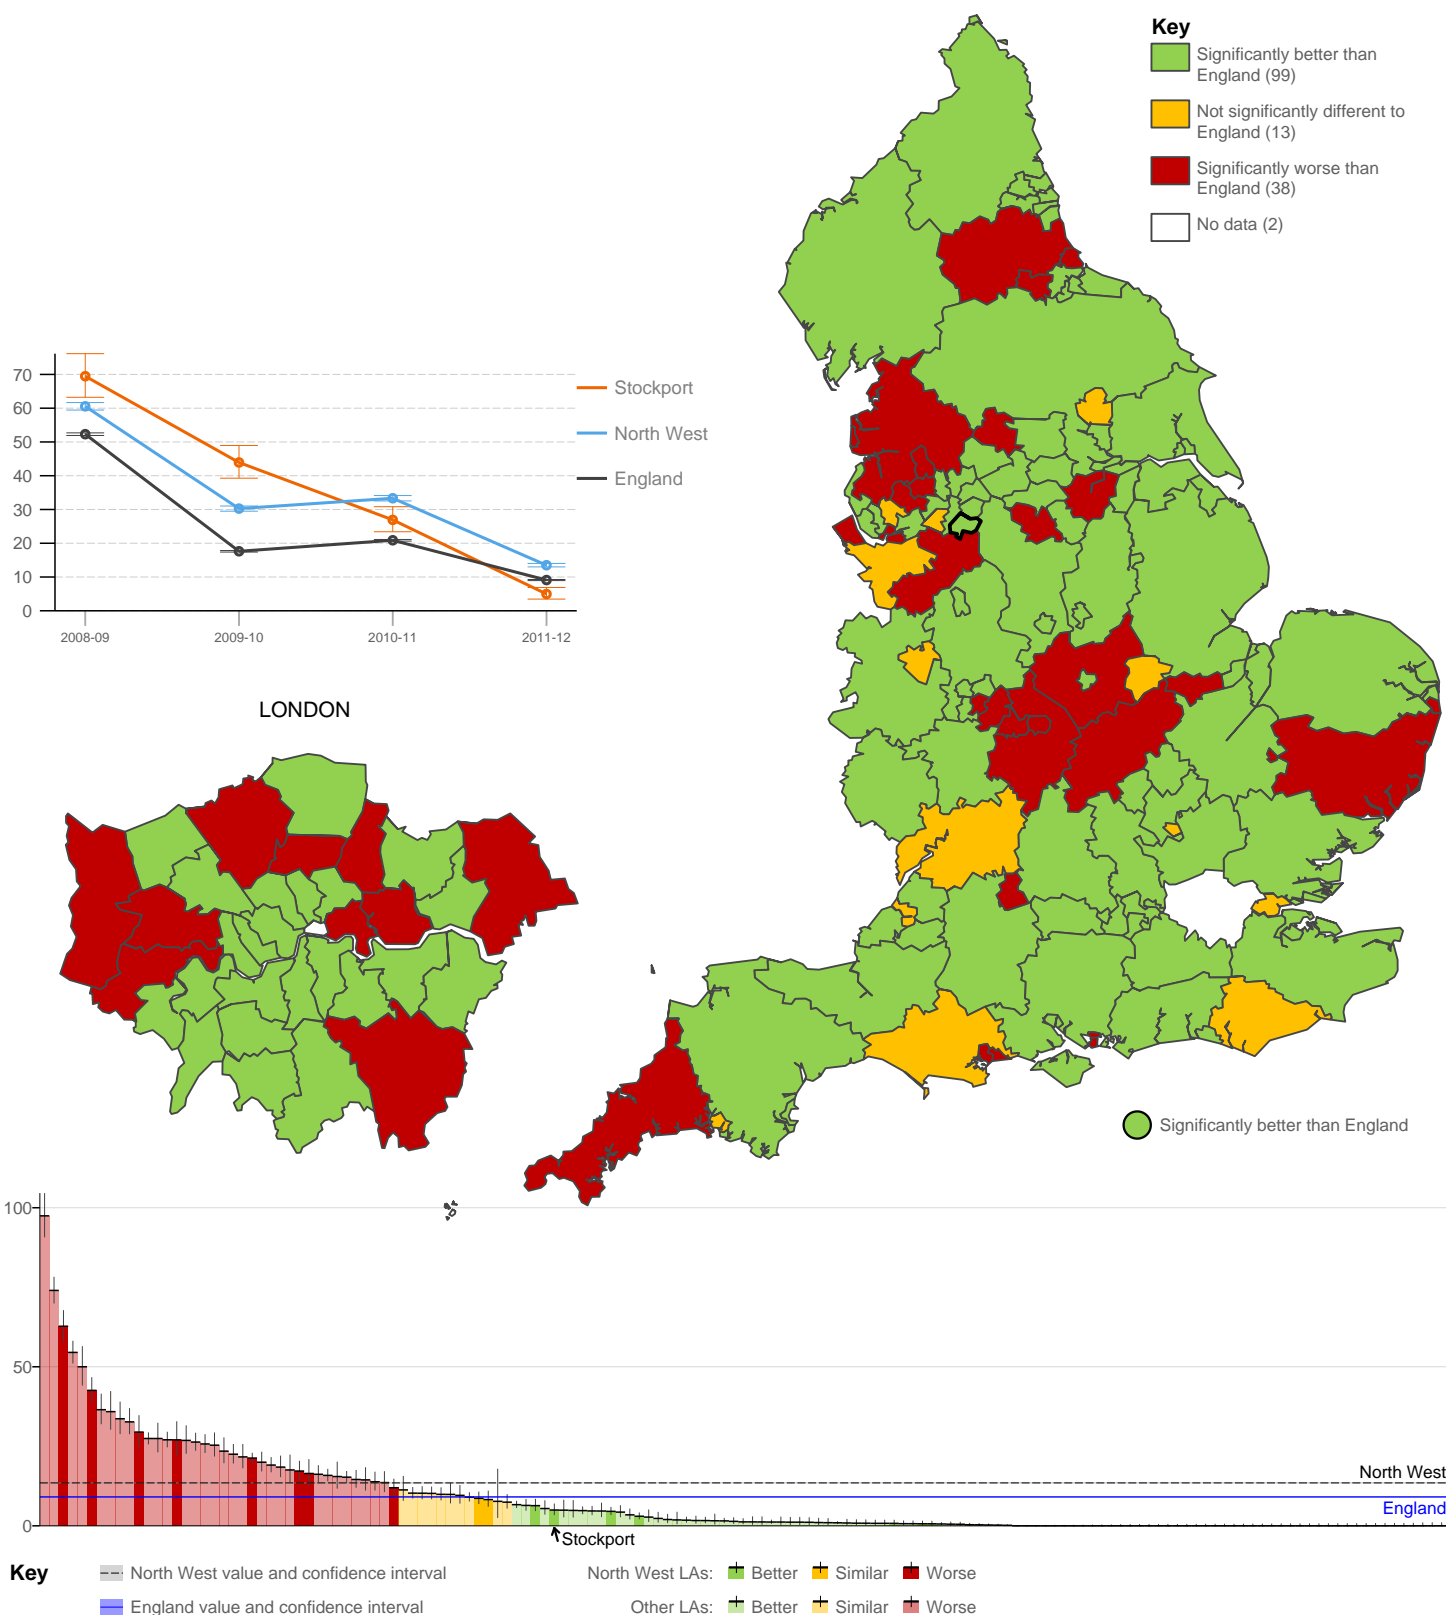 Key
Significantly better than
England (99)
Not significantly different to
England (13)
Significantly worse than
England (38)
No data (2)
70
60
50
40
30
20
10
0
2008-09 2009-10 2010-11 2011-12
Stockport
North West
England
LONDON
Significantly better than England
100
50
0
North West
England
Stockport
Key
North West value and confidence interval
North West LAs: Better Similar Worse
England value and confidence interval
Other LAs: Better Similar Worse